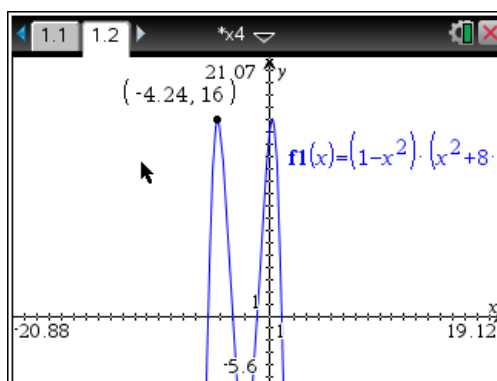 1.1 1.2 *x4
21.07 y
(-4.24, 16)
f1(x)=(1-x²)·(x²+8·
1 x
-20.88 1 19.12
-5.6